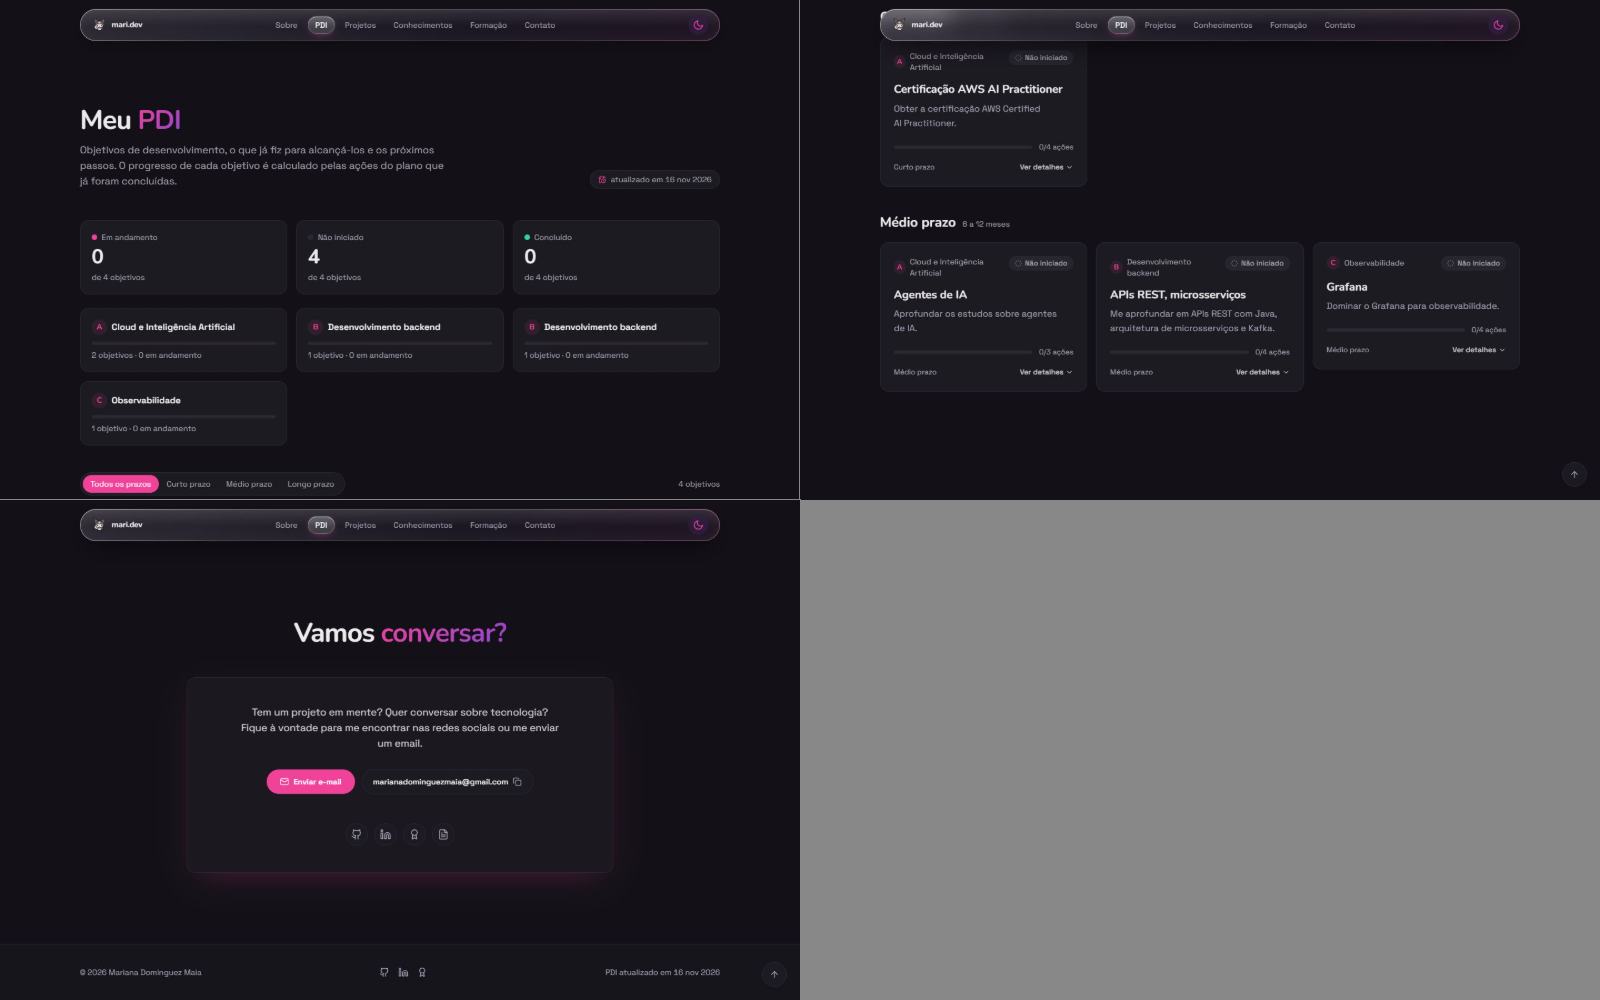 mari.dev Sobre PDI Projetos Conhecimentos Formação Contato
Meu PDI
Objetivos de desenvolvimento, o que já fiz para alcançá-los e os próximos
passos. O progresso de cada objetivo é calculado pelas ações do plano que
já foram concluídas.
atualizado em 16 nov 2026
Em andamento
0
de 4 objetivos
Não iniciado
4
de 4 objetivos
Concluído
0
de 4 objetivos
A Cloud e Inteligência Artificial
2 objetivos · 0 em andamento
B Desenvolvimento backend
1 objetivo · 0 em andamento
B Desenvolvimento backend
1 objetivo · 0 em andamento
C Observabilidade
1 objetivo · 0 em andamento
Todos os prazos Curto prazo Médio prazo Longo prazo
4 objetivos
mari.dev Sobre PDI Projetos Conhecimentos Formação Contato
A Cloud e Inteligência
Artificial
Não iniciado
Certificação AWS AI Practitioner
Obter a certificação AWS Certified
AI Practitioner.
0/4 ações
Curto prazo Ver detalhes
Médio prazo 6 a 12 meses
A Cloud e Inteligência
Artificial
Não iniciado
Agentes de IA
Aprofundar os estudos sobre agentes
de IA.
0/3 ações
Médio prazo Ver detalhes
B Desenvolvimento
backend
Não iniciado
APIs REST, microsserviços
Me aprofundar em APIs REST com Java,
arquitetura de microsserviços e Kafka.
0/4 ações
Médio prazo Ver detalhes
C Observabilidade
Não iniciado
Grafana
Dominar o Grafana para observabilidade.
0/4 ações
Médio prazo Ver detalhes
mari.dev Sobre PDI Projetos Conhecimentos Formação Contato
Vamos conversar?
Tem um projeto em mente? Quer conversar sobre tecnologia?
Fique à vontade para me encontrar nas redes sociais ou me enviar
um email.
Enviar e-mail marianadominguezmaia@gmail.com
© 2026 Mariana Dominguez Maia
PDI atualizado em 16 nov 2026